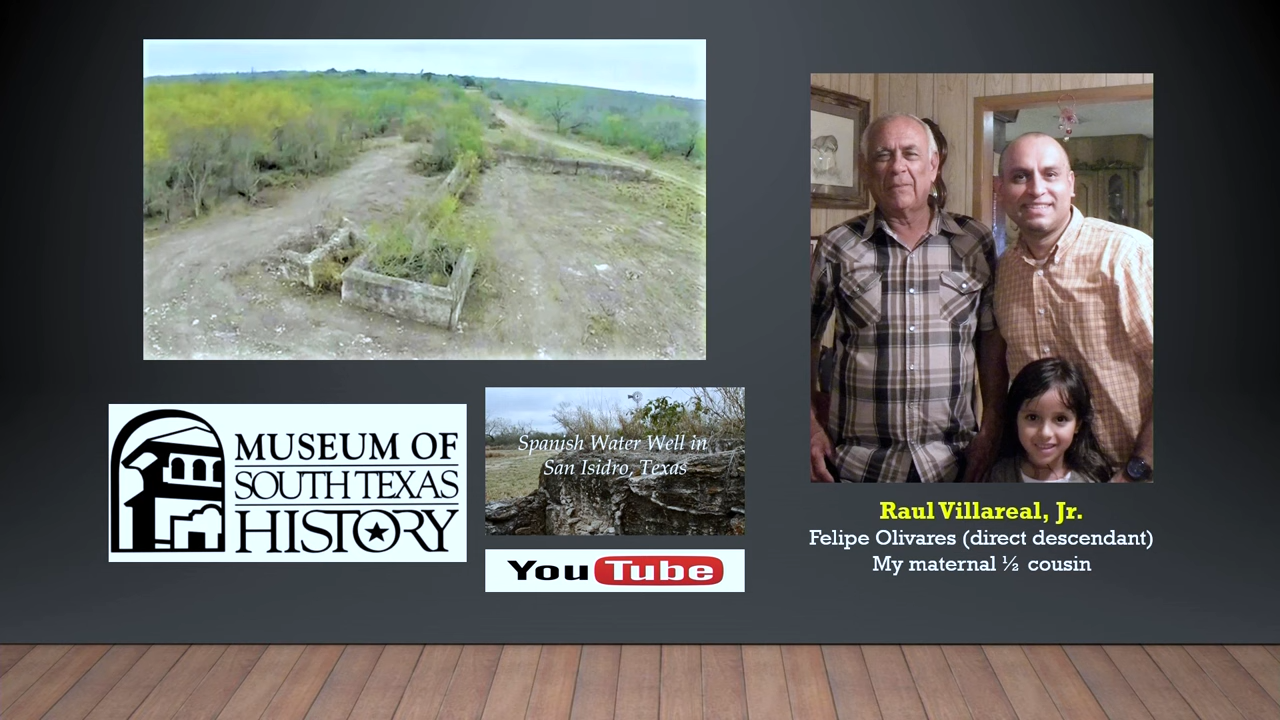 MUSEUM OF
SOUTH TEXAS
HISTORY
Spanish Water Well in
San Isidro, Texas
YouTube
Raul Villareal, Jr.
Felipe Olivares (direct descendant)
My maternal ½ cousin